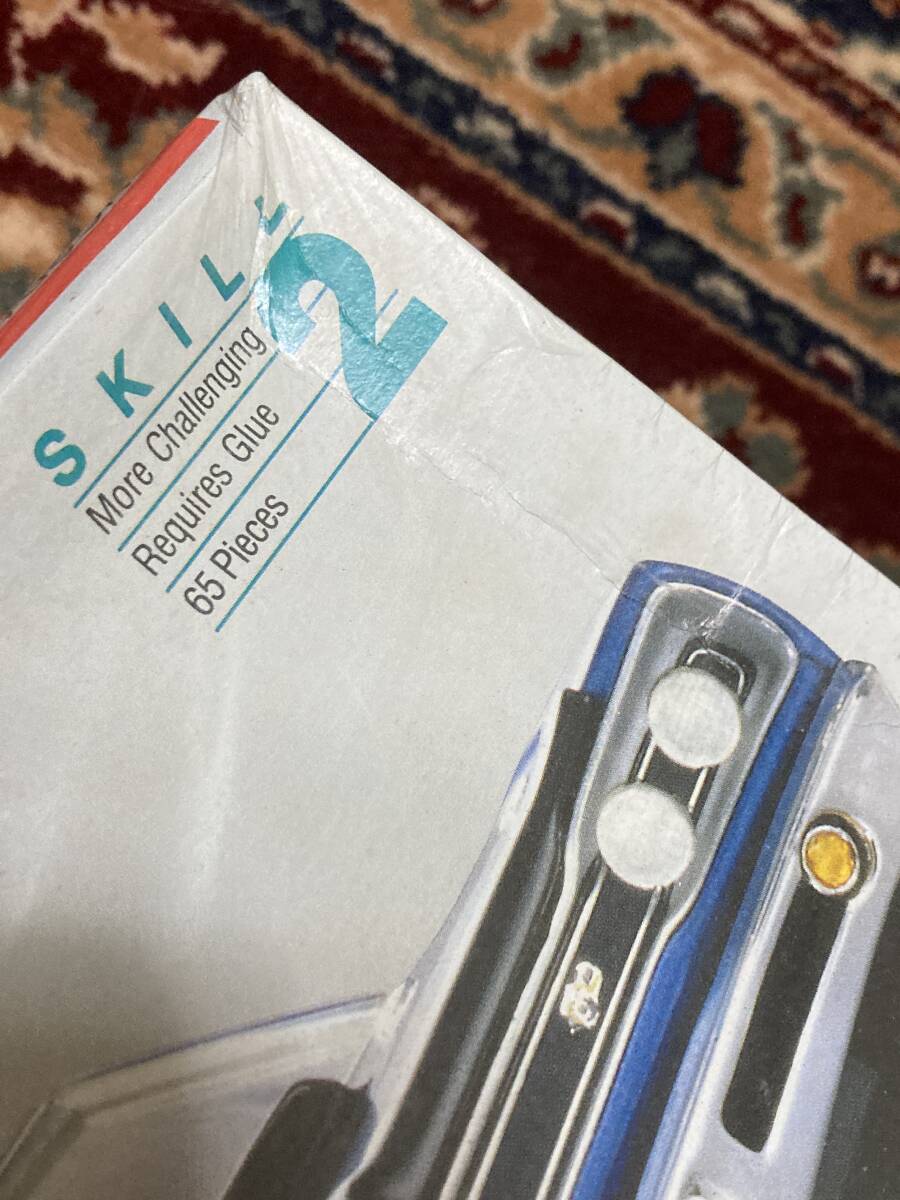 SKILL 2
More Challenging
Requires Glue
65 Pieces